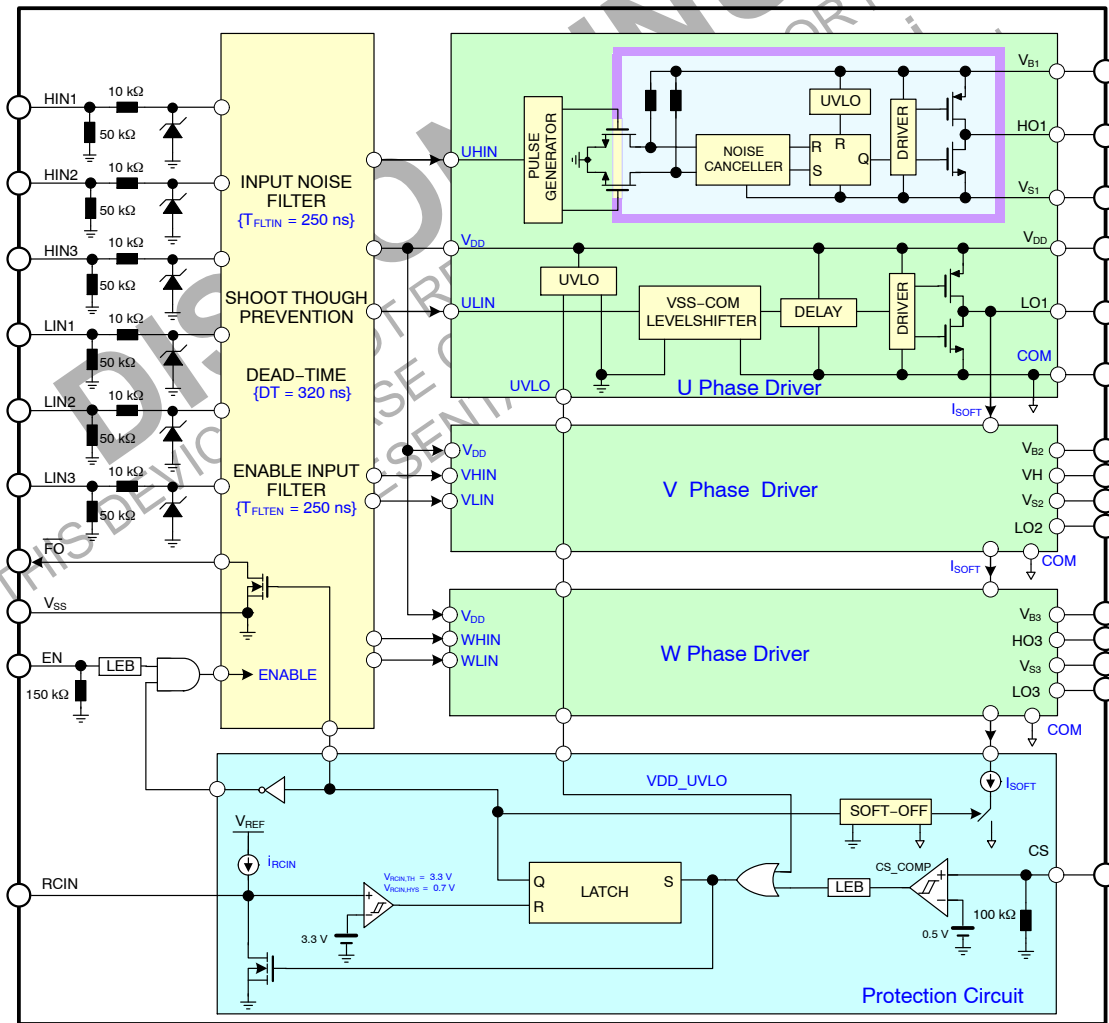 HIN1
10 kΩ
50 kΩ
HIN2
10 kΩ
50 kΩ
HIN3
10 kΩ
50 kΩ
LIN1
10 kΩ
50 kΩ
LIN2
10 kΩ
50 kΩ
LIN3
10 kΩ
50 kΩ
FO
VSS
EN
LEB
150 kΩ
ENABLE
INPUT NOISE
FILTER
{TFLTIN = 250 ns}
SHOOT THOUGH
PREVENTION
DEAD-TIME
{DT = 320 ns}
ENABLE INPUT
FILTER
{TFLTEN = 250 ns}
UHIN
PULSE
GENERATOR
NOISE
CANCELLER
UVLO
R
R
S
Q
DRIVER
VB1
HO1
VS1
VDD
VDD
UVLO
ULIN
VSS-COM
LEVELSHIFTER
DELAY
DRIVER
LO1
COM
UVLO
U Phase Driver
ISOFT
VDD
VHIN
VLIN
V Phase Driver
VB2
VH
VS2
LO2
COM
ISOFT
VDD
WHIN
WLIN
W Phase Driver
VB3
HO3
VS3
LO3
COM
VDD_UVLO
ISOFT
SOFT-OFF
VREF
iRCIN
RCIN
VRCIN,TH = 3.3 V
VRCIN,HYS = 0.7 V
+
-
3.3 V
Q
R
LATCH
S
LEB
CS_COMP
+
-
0.5 V
CS
100 kΩ
Protection Circuit
THIS DEVIC